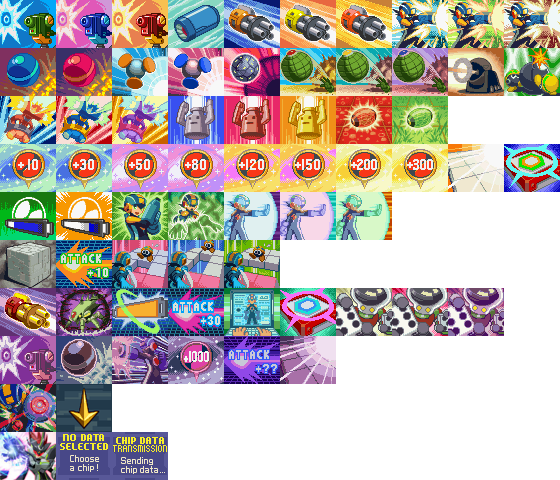 +10
+30
+50
+80
+120
+150
+200
+300
ATTACK
+10
ATTACK
+30
+1000
ATTACK
+??
NO DATA
SELECTED
Choose
a chip!
CHIP DATA
TRANSMISSION
Sending
chip data...